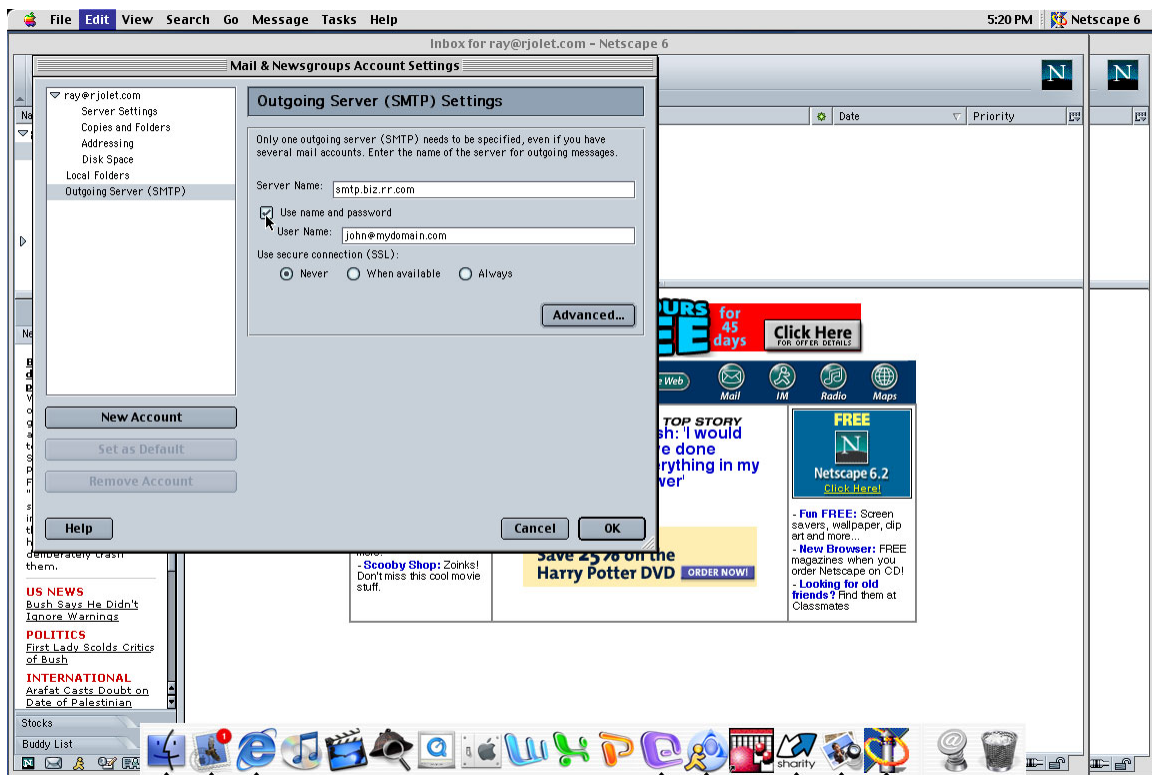 File Edit View Search Go Message Tasks Help
5:20 PM Netscape 6
Inbox for ray@rjolet.com – Netscape 6
Mail & Newsgroups Account Settings
N N
ray@rjolet.com
Server Settings
Copies and Folders
Addressing
Disk Space
Local Folders
Outgoing Server (SMTP)
Outgoing Server (SMTP) Settings
Only one outgoing server (SMTP) needs to be specified, even if you have
several mail accounts. Enter the name of the server for outgoing messages.
Server Name: smtp.biz.rr.com
Use name and password
User Name: john@mydomain.com
Use secure connection (SSL):
Never When available Always
Advanced...
New Account
Set as Default
Remove Account
Help Cancel OK
Na
Date Priority
Ne
URS
EE
for
45
days
Click Here
FOR OFFER DETAILS
e Web
Mail IM Radio Maps
TOP STORY
sh: 'I would
e done
rything in my
wer'
FREE
N
Netscape 6.2
Click Here!
- Fun FREE: Screen
savers, wallpaper, clip
art and more...
- New Browser: FREE
magazines when you
order Netscape on CD!
- Looking for old
friends? Find them at
Classmates
- Scooby Shop: Zoinks!
Don't miss this cool movie
stuff.
Save 25% on the
Harry Potter DVD ORDER NOW!
deliberately crash
them.
US NEWS
Bush Says He Didn't
Ignore Warnings
POLITICS
First Lady Scolds Critics
of Bush
INTERNATIONAL
Arafat Casts Doubt on
Date of Palestinian
Stocks
Buddy List
1
sharity